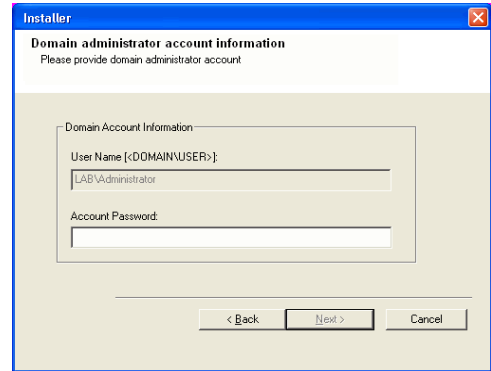 Installer
Domain administrator account information
Please provide domain administrator account
Domain Account Information
User Name [<DOMAIN\USER>]:
LAB\Administrator
Account Password:
< Back
Next >
Cancel